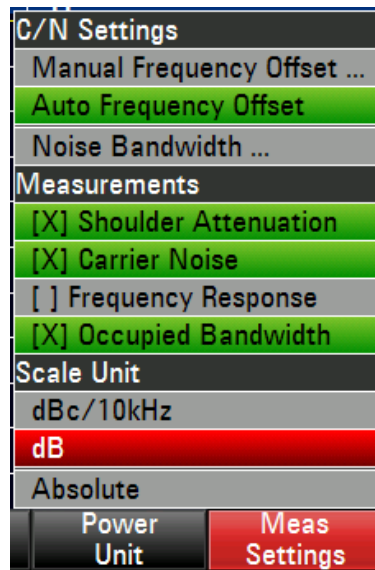 C/N Settings
Manual Frequency Offset ...
Auto Frequency Offset
Noise Bandwidth ...
Measurements
[X] Shoulder Attenuation
[X] Carrier Noise
[ ] Frequency Response
[X] Occupied Bandwidth
Scale Unit
dBc/10kHz
dB
Absolute
Power Meas
Unit Settings